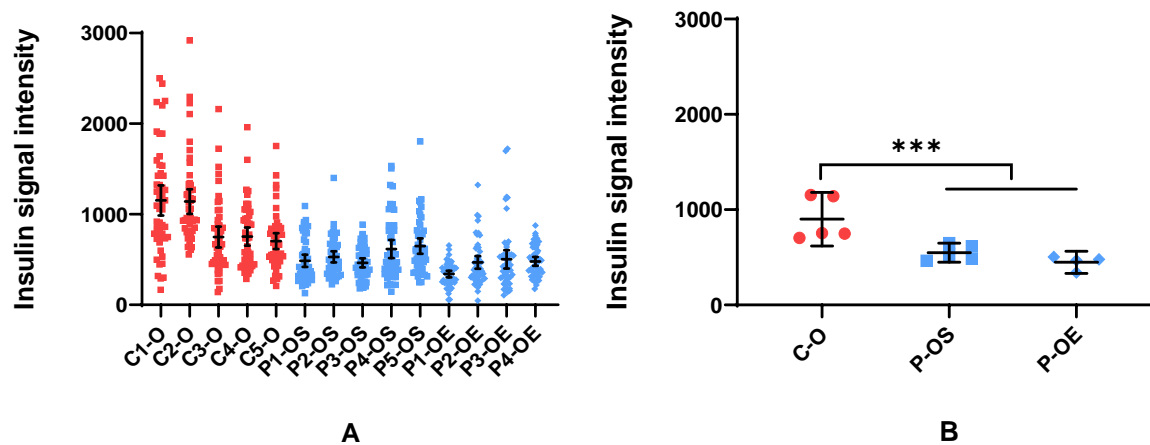 Insulin signal intensity
3000
2000
1000
0
C1-O
C2-O
C3-O
C4-O
C5-O
P1-OS
P2-OS
P3-OS
P4-OS
P5-OS
P1-OE
P2-OE
P3-OE
P4-OE
A
Insulin signal intensity
3000
2000
1000
0
***
C-O
P-OS
P-OE
B